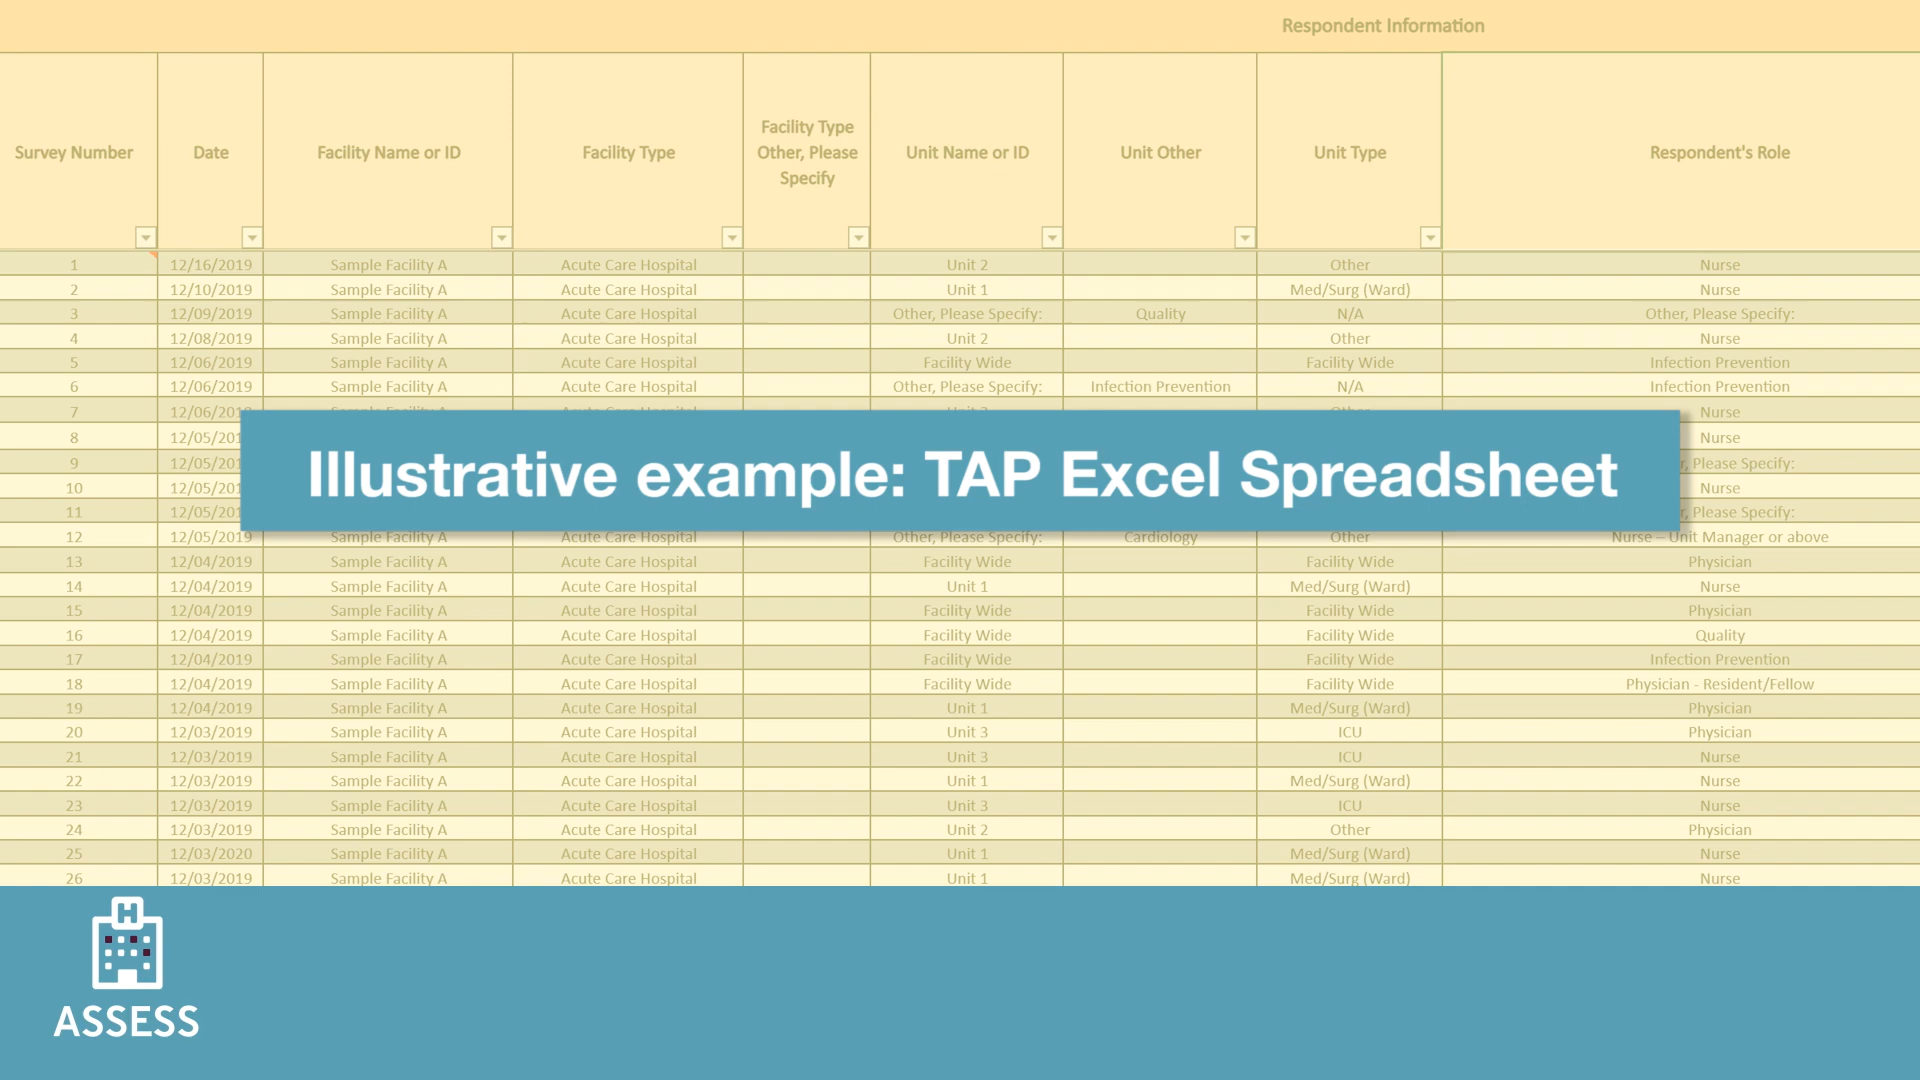 Respondent Information
Survey Number Date Facility Name or ID Facility Type Facility Type Other, Please Specify Unit Name or ID Unit Other Unit Type Respondent's Role
1 12/16/2019 Sample Facility A Acute Care Hospital Unit 2 Other Nurse
2 12/10/2019 Sample Facility A Acute Care Hospital Unit 1 Med/Surg (Ward) Nurse
3 12/09/2019 Sample Facility A Acute Care Hospital Other, Please Specify: Quality N/A Other, Please Specify:
4 12/08/2019 Sample Facility A Acute Care Hospital Unit 2 Other Nurse
5 12/06/2019 Sample Facility A Acute Care Hospital Facility Wide Facility Wide Infection Prevention
6 12/06/2019 Sample Facility A Acute Care Hospital Other, Please Specify: Infection Prevention N/A Infection Prevention
7 Nurse
8 Nurse
Illustrative example: TAP Excel Spreadsheet
9 Please Specify:
10 Nurse
11 Please Specify:
12 12/05/2019 Sample Facility A Acute Care Hospital Other, Please Specify: Cardiology Other Nurse – Unit Manager or above
13 12/04/2019 Sample Facility A Acute Care Hospital Facility Wide Facility Wide Physician
14 12/04/2019 Sample Facility A Acute Care Hospital Unit 1 Med/Surg (Ward) Nurse
15 12/04/2019 Sample Facility A Acute Care Hospital Facility Wide Facility Wide Physician
16 12/04/2019 Sample Facility A Acute Care Hospital Facility Wide Facility Wide Quality
17 12/04/2019 Sample Facility A Acute Care Hospital Facility Wide Facility Wide Infection Prevention
18 12/04/2019 Sample Facility A Acute Care Hospital Facility Wide Facility Wide Physician - Resident/Fellow
19 12/04/2019 Sample Facility A Acute Care Hospital Unit 1 Med/Surg (Ward) Physician
20 12/03/2019 Sample Facility A Acute Care Hospital Unit 3 ICU Physician
21 12/03/2019 Sample Facility A Acute Care Hospital Unit 3 ICU Nurse
22 12/03/2019 Sample Facility A Acute Care Hospital Unit 1 Med/Surg (Ward) Nurse
23 12/03/2019 Sample Facility A Acute Care Hospital Unit 3 ICU Nurse
24 12/03/2019 Sample Facility A Acute Care Hospital Unit 2 Other Physician
25 12/03/2020 Sample Facility A Acute Care Hospital Unit 1 Med/Surg (Ward) Nurse
26 12/03/2019 Sample Facility A Acute Care Hospital Unit 1 Med/Surg (Ward) Nurse
H
ASSESS